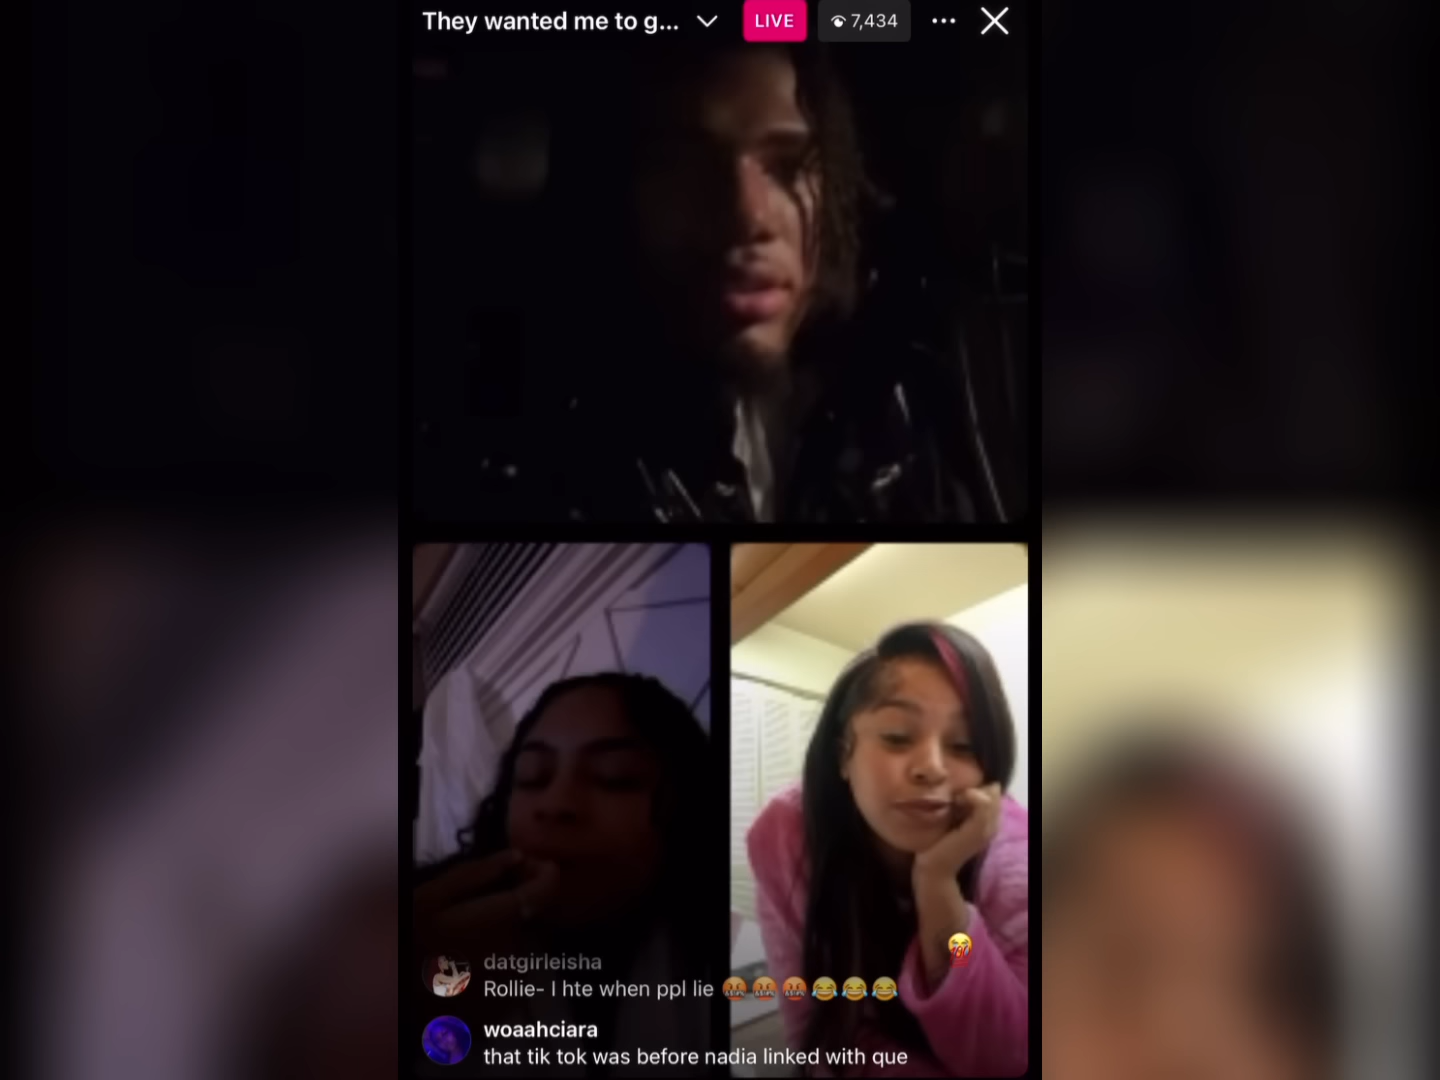 They wanted me to g...
LIVE
7,434
datgirleisha
Rollie- I hte when ppl lie 🤬🤬🤬😂😂😂
woaahciara
that tik tok was before nadia linked with que